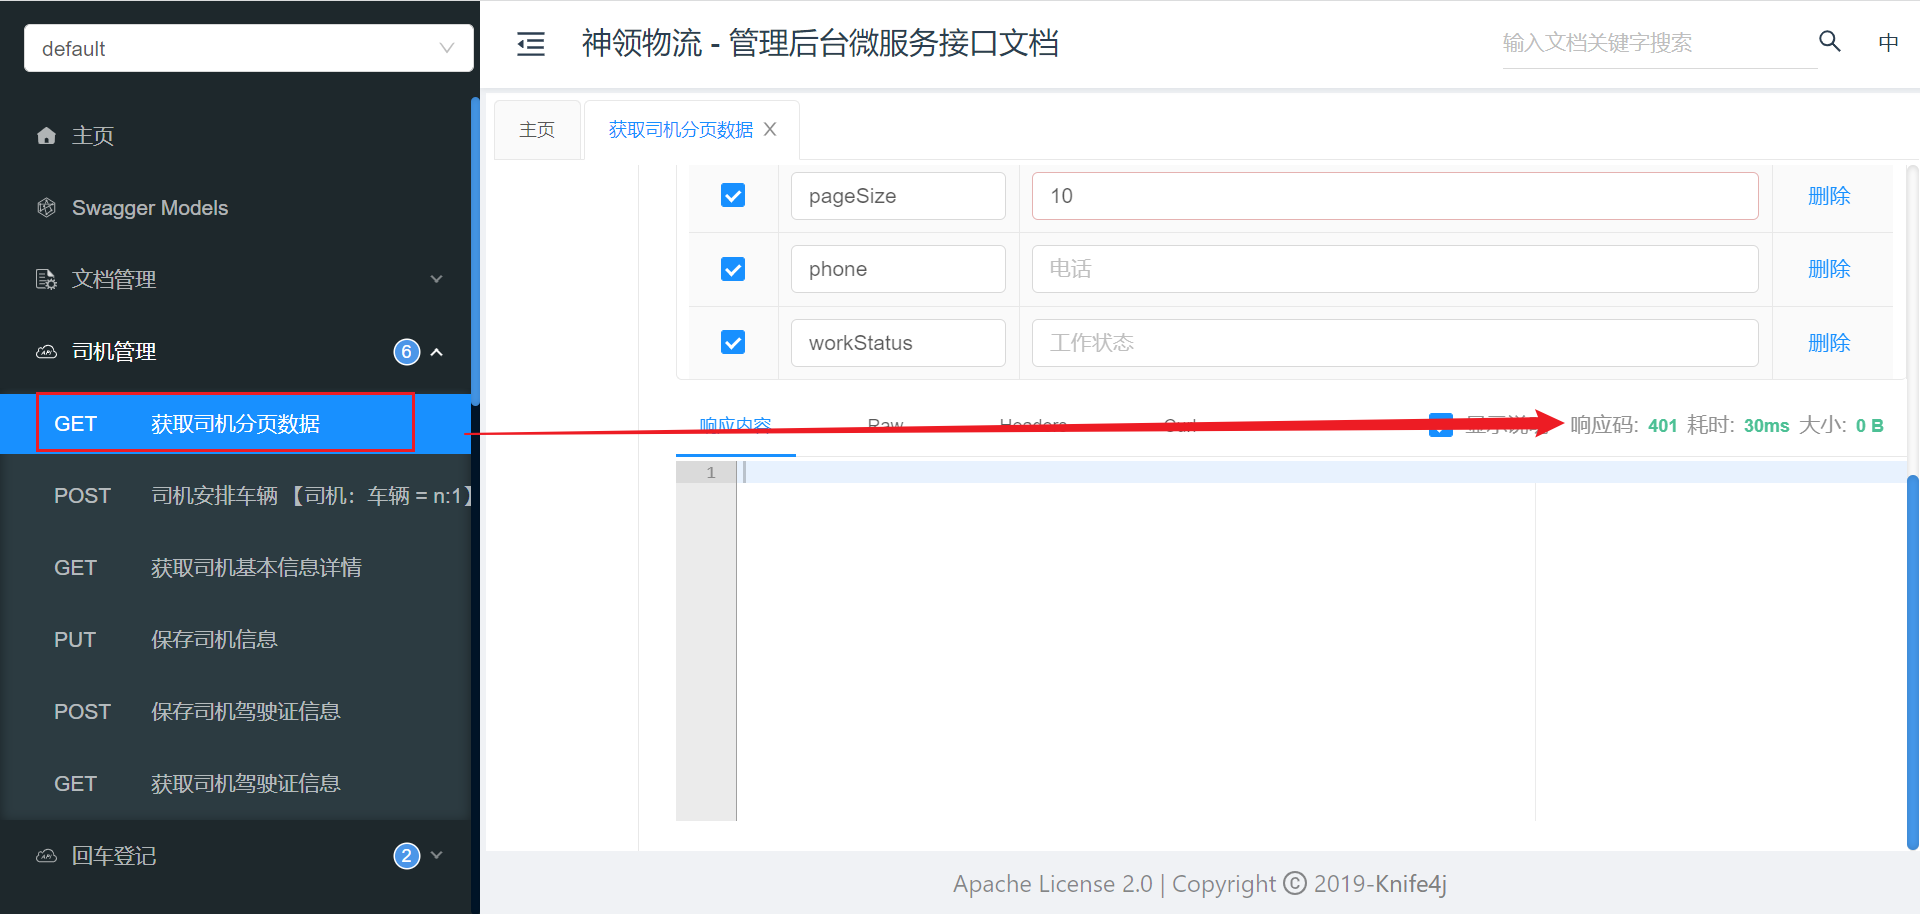 default
主页
Swagger Models
文档管理
司机管理 6
GET 获取司机分页数据
POST 司机安排车辆 【司机：车辆 = n:1】
GET 获取司机基本信息详情
PUT 保存司机信息
POST 保存司机驾驶证信息
GET 获取司机驾驶证信息
回车登记 2
神领物流 - 管理后台微服务接口文档
输入文档关键字搜索
中
主页
获取司机分页数据
pageSize 10 删除
phone 电话 删除
workStatus 工作状态 删除
响应内容 Raw Headers Curl 显示说明 响应码: 401 耗时: 30ms 大小: 0 B
1
Apache License 2.0 | Copyright © 2019-Knife4j